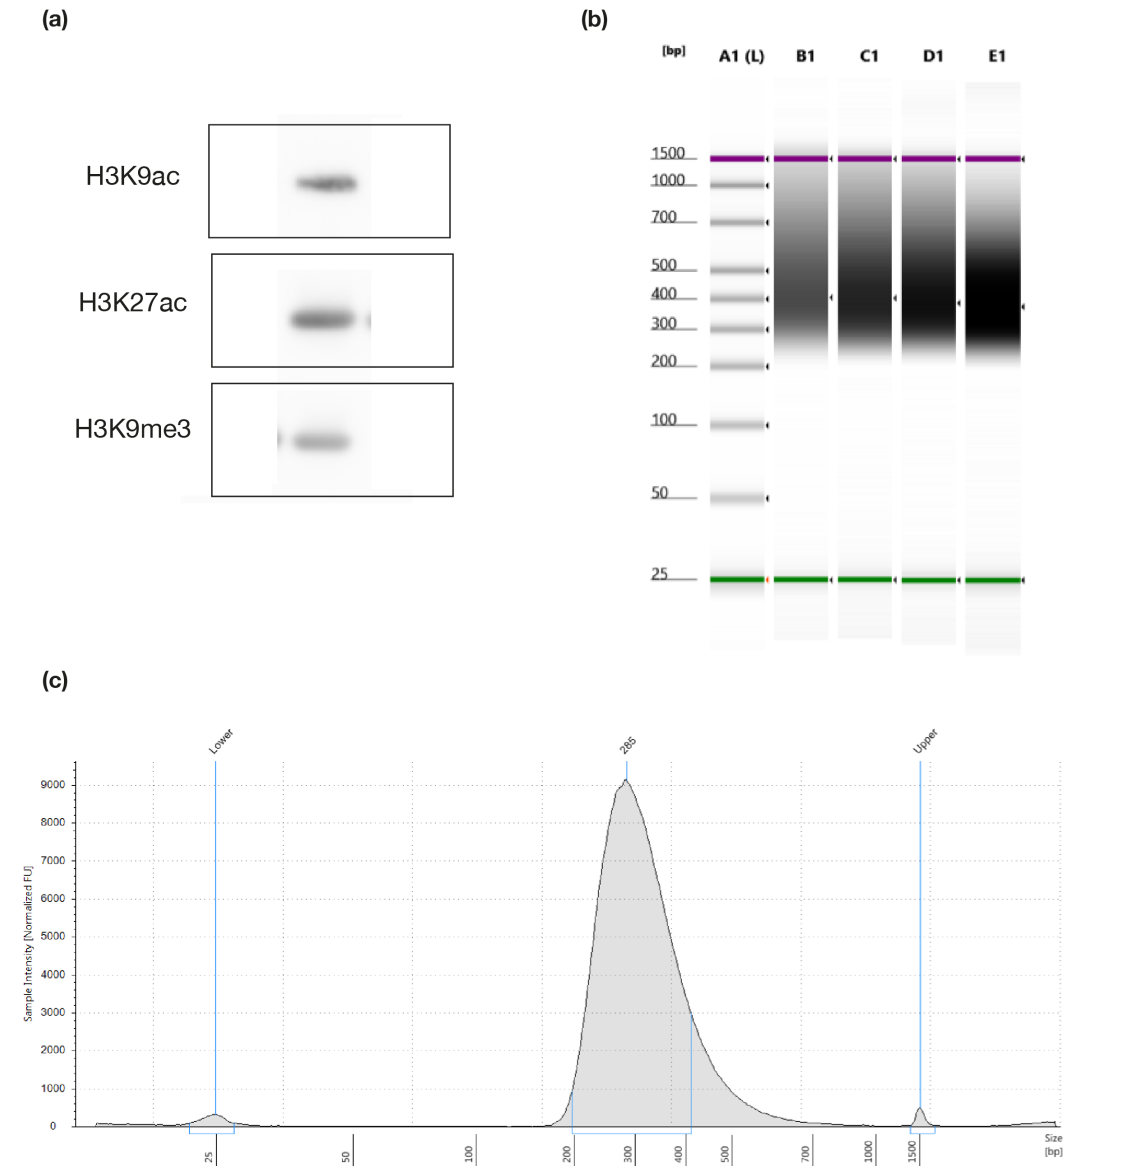 (a)
H3K9ac
H3K27ac
H3K9me3
(b)
[bp] A1 (L) B1 C1 D1 E1
1500
1000
700
500
400
300
200
100
50
25
(c)
Lower 285 Upper
Sample Intensity [Normalized FU]
9000
8000
7000
6000
5000
4000
3000
2000
1000
0
25 50 100 200 300 400 500 700 1000 1500
Size
[bp]